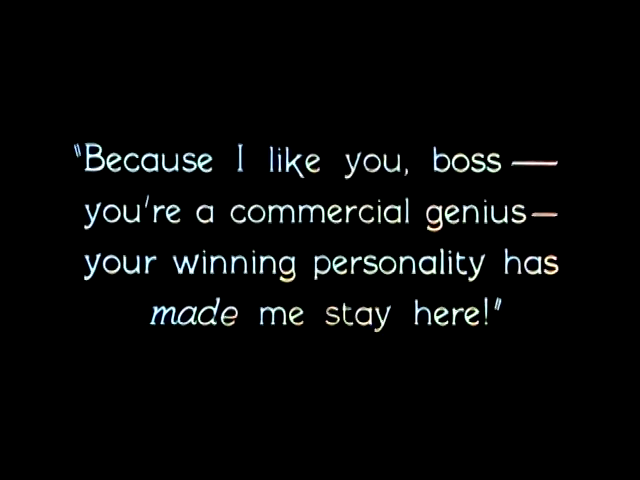 "Because I like you, boss—
you're a commercial genius—
your winning personality has
made me stay here!"